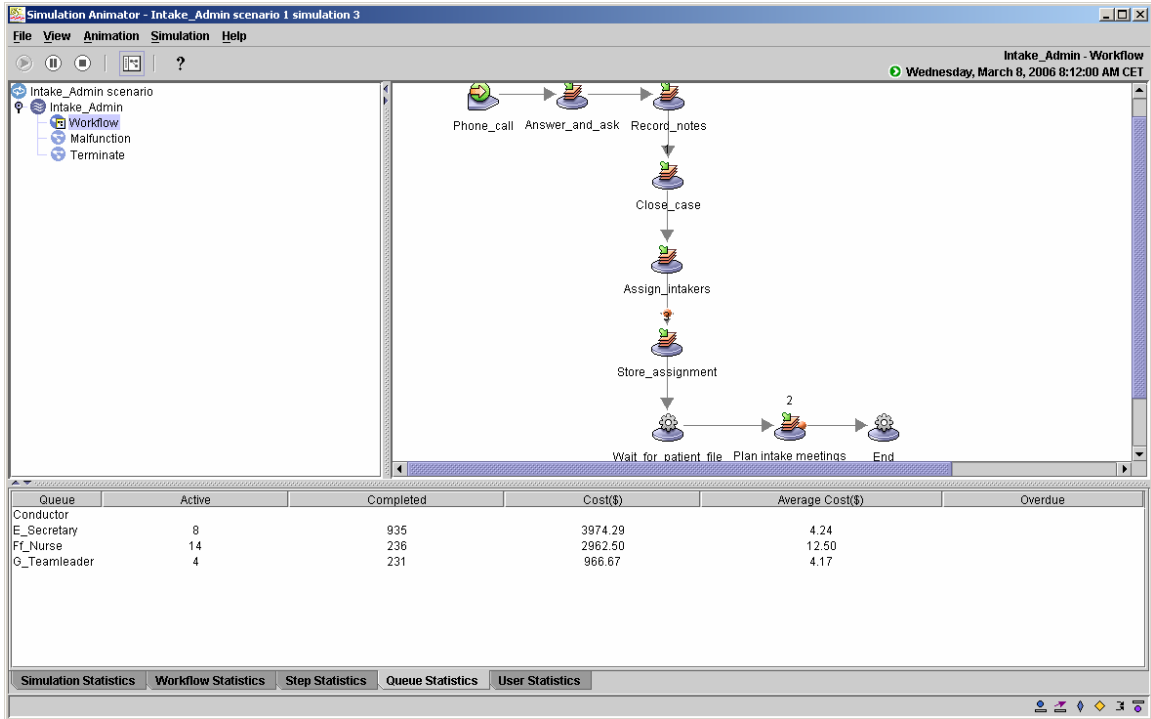 Simulation Animator - Intake_Admin scenario 1 simulation 3
File View Animation Simulation Help
?
Intake_Admin - Workflow
Wednesday, March 8, 2006 8:12:00 AM CET
Intake_Admin scenario
Intake_Admin
Workflow
Malfunction
Terminate
Phone_call Answer_and_ask Record_notes
Close_case
Assign_intakers
3
Store_assignment
2
Wait_for_patient_file Plan intake meetings End
Queue Active Completed Cost($) Average Cost($) Overdue
Conductor
E_Secretary 8 935 3974.29 4.24
Ff_Nurse 14 236 2962.50 12.50
G_Teamleader 4 231 966.67 4.17
Simulation Statistics Workflow Statistics Step Statistics Queue Statistics User Statistics